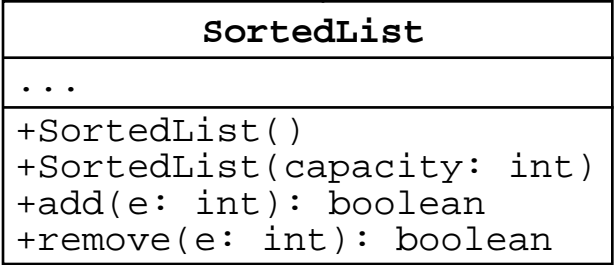 SortedList
...
+SortedList()
+SortedList(capacity: int)
+add(e: int): boolean
+remove(e: int): boolean